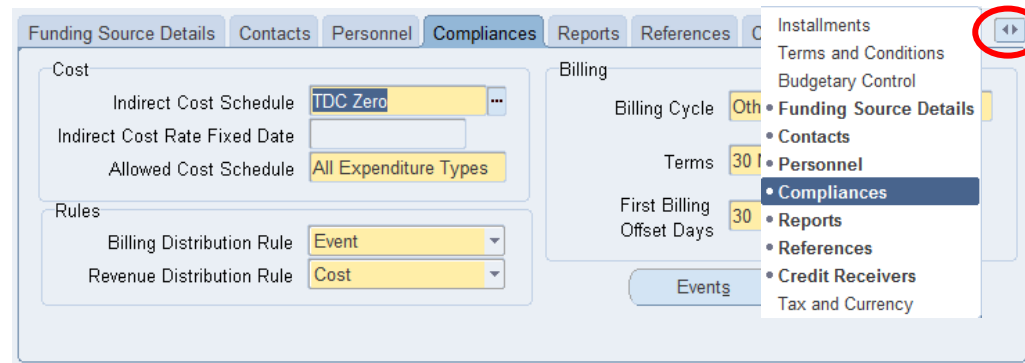 Funding Source Details Contacts Personnel Compliances Reports References C
Cost
Indirect Cost Schedule TDC Zero
Indirect Cost Rate Fixed Date
Allowed Cost Schedule All Expenditure Types
Rules
Billing Distribution Rule Event
Revenue Distribution Rule Cost
Billing
Billing Cycle Oth
Terms 30
First Billing
Offset Days 30
Events
Installments
Terms and Conditions
Budgetary Control
• Funding Source Details
• Contacts
• Personnel
• Compliances
• Reports
• References
• Credit Receivers
Tax and Currency